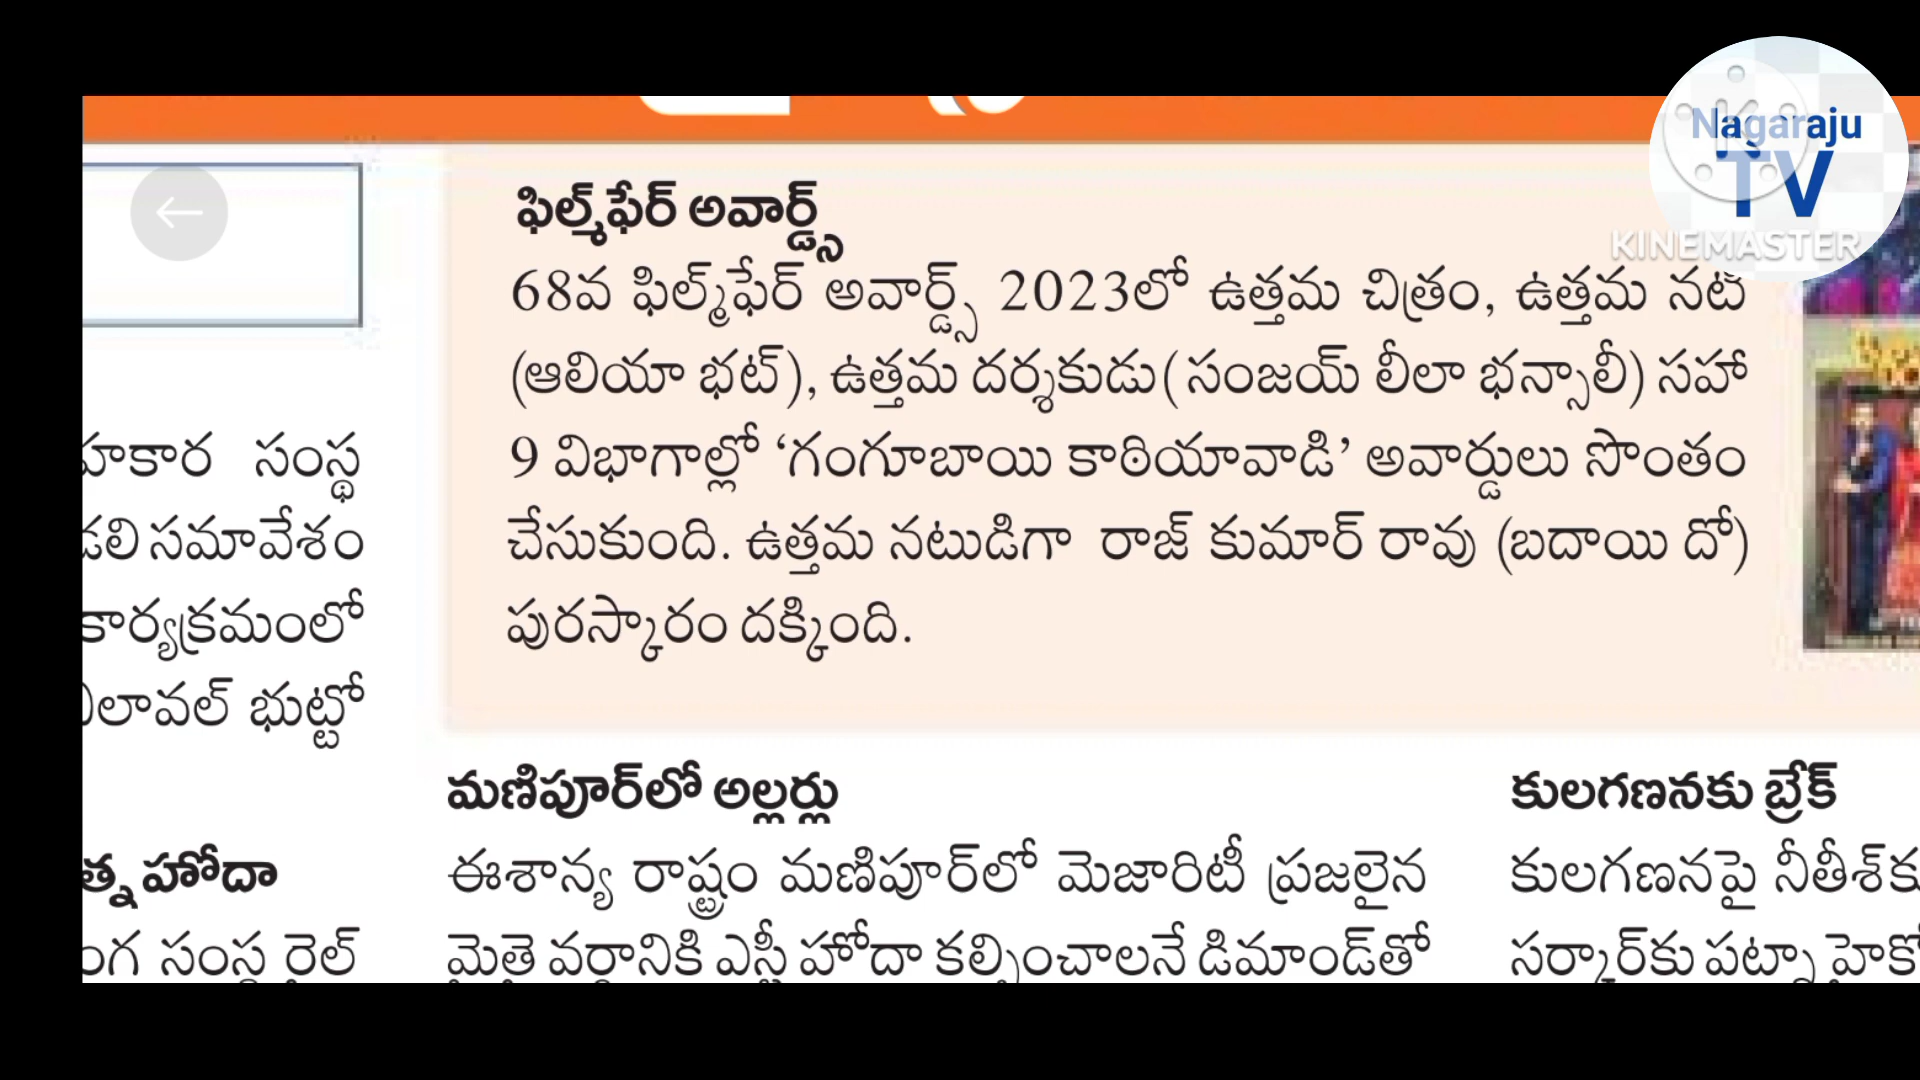 Nagaraju
TV
KINEMASTER
ఫిల్మ్‌ఫేర్ అవార్డ్స్
68వ ఫిల్మ్‌ఫేర్ అవార్డ్స్ 2023లో ఉత్తమ చిత్రం, ఉత్తమ నటి
(ఆలియా భట్), ఉత్తమ దర్శకుడు( సంజయ్ లీలా భన్సాలీ) సహా
9 విభాగాల్లో ‘గంగూబాయి కాఠియావాడి’ అవార్డులు సొంతం
చేసుకుంది. ఉత్తమ నటుడిగా రాజ్ కుమార్ రావు (బదాయి దో)
పురస్కారం దక్కింది.
సంస్థ
సమావేశం
కార్యక్రమంలో
భుట్టో
హోదా
సంస్థ రైల్
మణిపూర్‌లో అల్లర్లు
ఈశాన్య రాష్ట్రం మణిపూర్‌లో మెజారిటీ ప్రజలైన
మైతై వర్గానికి ఎస్టీ హోదా కల్పించాలనే డిమాండ్‌తో
కులగణనకు బ్రేక్
కులగణనపై
సర్కార్‌కు పట్నా